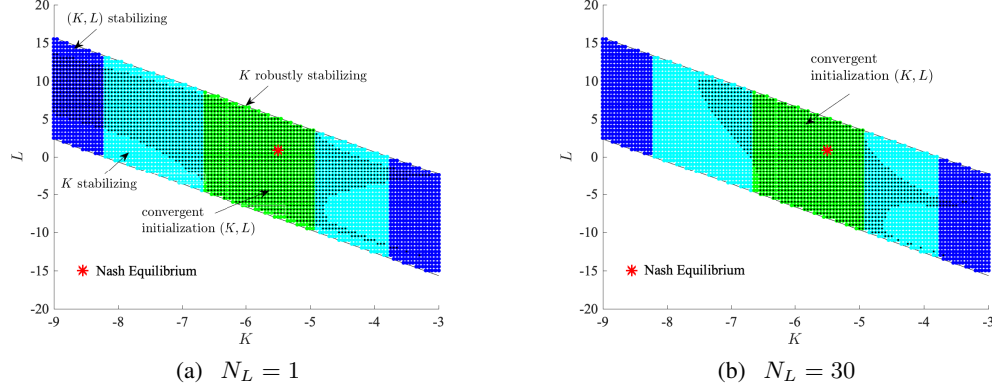 20
15
10
5
0
-5
-10
-15
-20
L
-9
-8
-7
-6
-5
-4
-3
K
(K, L) stabilizing
K robustly stabilizing
K stabilizing
convergent
initialization (K, L)
Nash Equilibrium
(a) N_L = 1
20
15
10
5
0
-5
-10
-15
-20
L
-9
-8
-7
-6
-5
-4
-3
K
convergent
initialization (K, L)
Nash Equilibrium
(b) N_L = 30